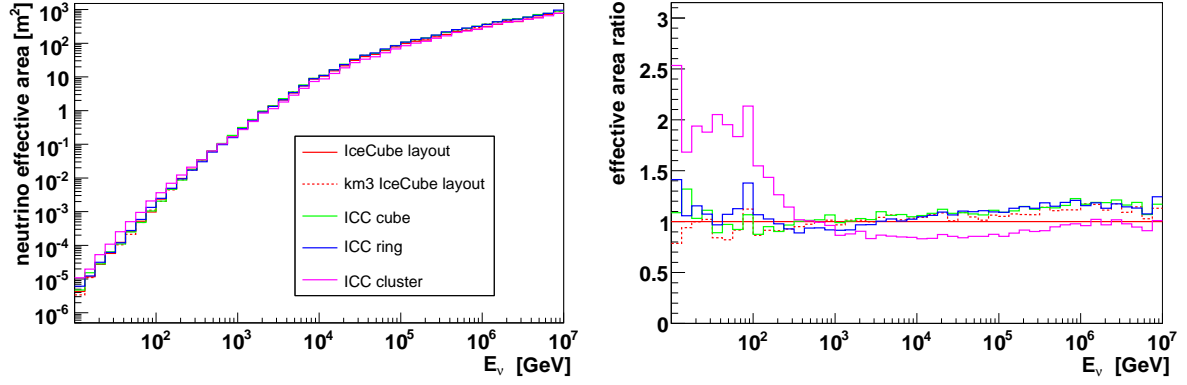 neutrino effective area [m²]
10³
10²
10
1
10⁻¹
10⁻²
10⁻³
10⁻⁴
10⁻⁵
10⁻⁶
IceCube layout
km3 IceCube layout
ICC cube
ICC ring
ICC cluster
10² 10³ 10⁴ 10⁵ 10⁶ 10⁷
E_ν [GeV]
effective area ratio
3
2.5
2
1.5
1
0.5
0
10² 10³ 10⁴ 10⁵ 10⁶ 10⁷
E_ν [GeV]